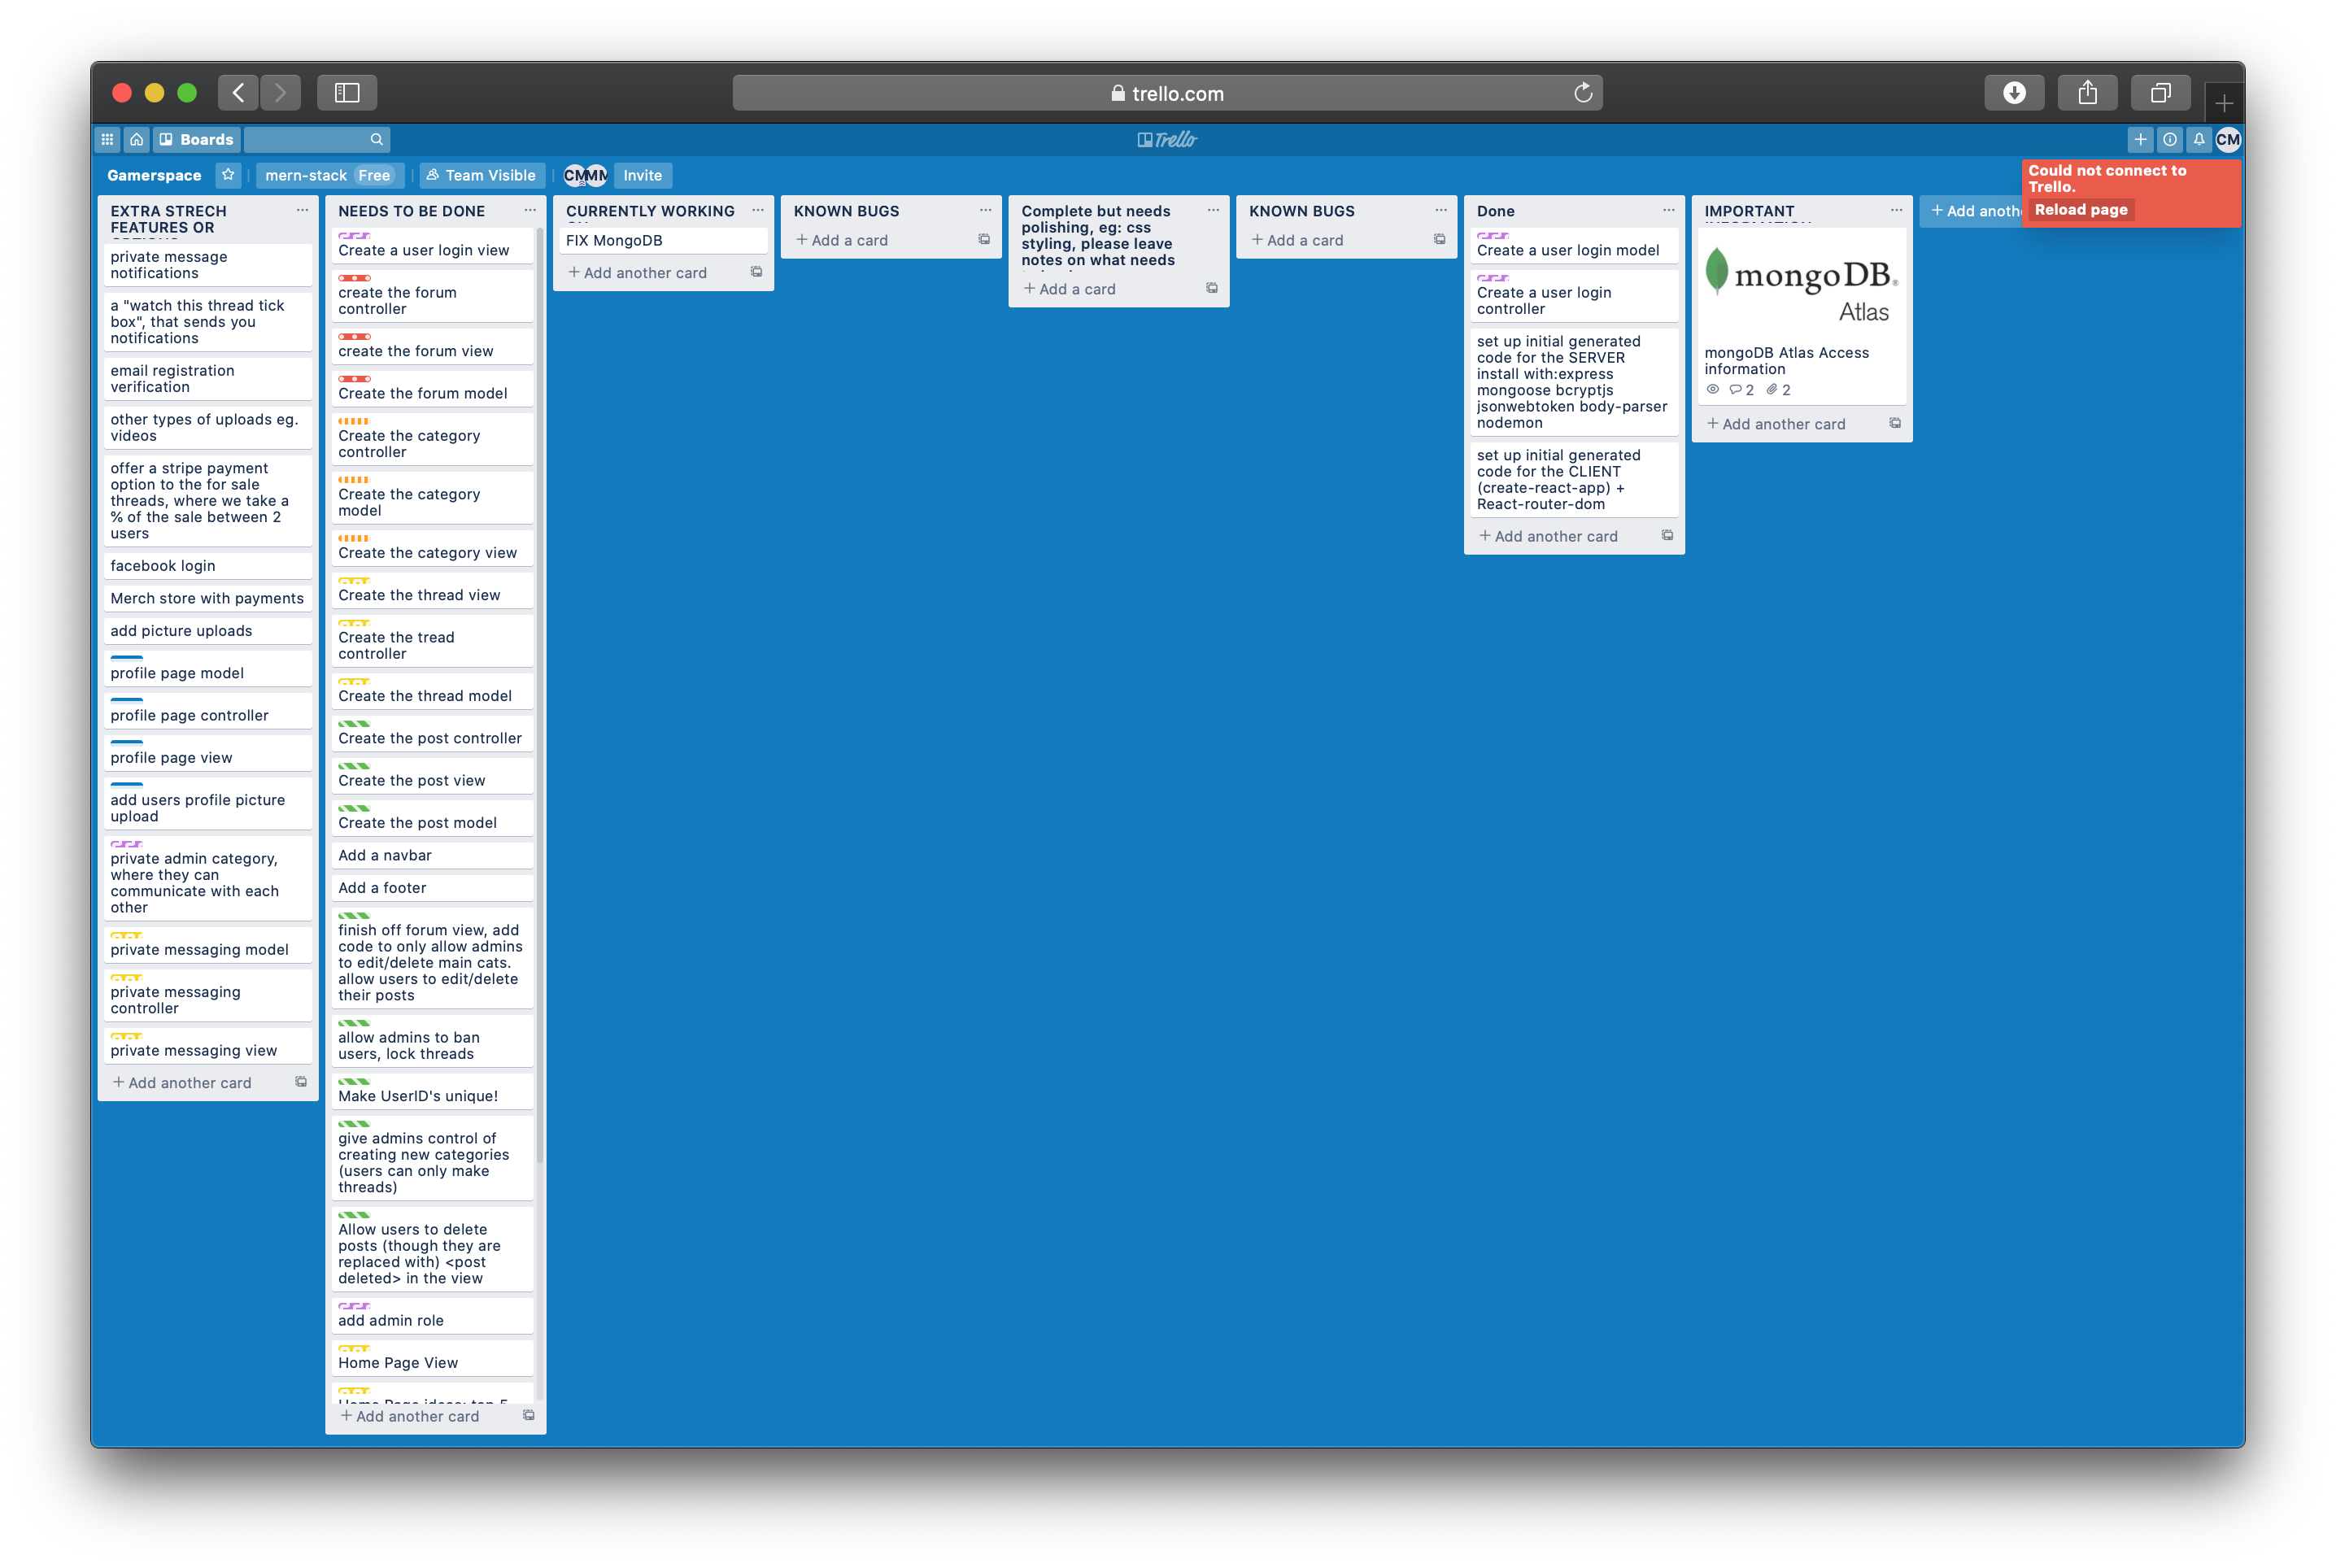 trello.com
Boards
Trello
CM
Gamerspace
mern-stack Free
Team Visible
CM MM
Invite
Could not connect to
Trello.
Reload page
EXTRA STRECH
FEATURES OR
OPTIONS
private message
notifications
a "watch this thread tick
box", that sends you
notifications
email registration
verification
other types of uploads eg.
videos
offer a stripe payment
option to the for sale
threads, where we take a
% of the sale between 2
users
facebook login
Merch store with payments
add picture uploads
profile page model
profile page controller
profile page view
add users profile picture
upload
private admin category,
where they can
communicate with each
other
private messaging model
private messaging
controller
private messaging view
+ Add another card
NEEDS TO BE DONE
Create a user login view
create the forum
controller
create the forum view
Create the forum model
Create the category
controller
Create the category
model
Create the category view
Create the thread view
Create the tread
controller
Create the thread model
Create the post controller
Create the post view
Create the post model
Add a navbar
Add a footer
finish off forum view, add
code to only allow admins
to edit/delete main cats.
allow users to edit/delete
their posts
allow admins to ban
users, lock threads
Make UserID's unique!
give admins control of
creating new categories
(users can only make
threads)
Allow users to delete
posts (though they are
replaced with) <post
deleted> in the view
add admin role
Home Page View
Home Page ideas: top 5
+ Add another card
CURRENTLY WORKING
FIX MongoDB
+ Add another card
KNOWN BUGS
+ Add a card
Complete but needs
polishing, eg: css
styling, please leave
notes on what needs
+ Add a card
KNOWN BUGS
+ Add a card
Done
Create a user login model
Create a user login
controller
set up initial generated
code for the SERVER
install with:express
mongoose bcryptjs
jsonwebtoken body-parser
nodemon
set up initial generated
code for the CLIENT
(create-react-app) +
React-router-dom
+ Add another card
IMPORTANT
INFORMATION
mongoDB®
Atlas
mongoDB Atlas Access
information
2 2
+ Add another card
+ Add anoth